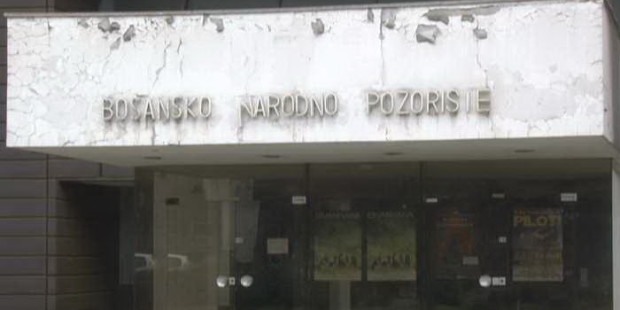 BOSANSKO NARODNO POZORISTE
PILOTI